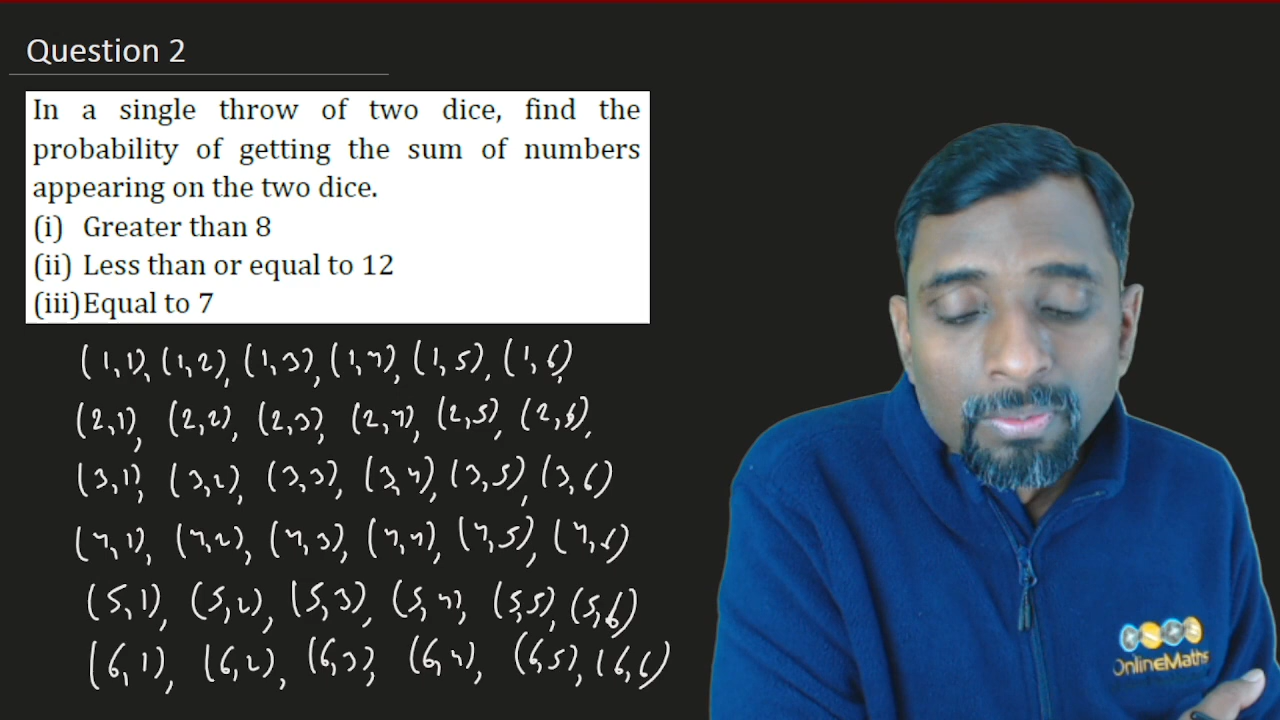 Question 2
In a single throw of two dice, find the
probability of getting the sum of numbers
appearing on the two dice.
(i) Greater than 8
(ii) Less than or equal to 12
(iii) Equal to 7
(1,1), (1,2), (1,3), (1,4), (1,5), (1,6),
(2,1), (2,2), (2,3), (2,4), (2,5), (2,6),
(3,1), (3,2), (3,3), (3,4), (3,5), (3,6)
(4,1), (4,2), (4,3), (4,4), (4,5), (4,6)
(5,1), (5,2), (5,3), (5,4), (5,5), (5,6)
(6,1), (6,2), (6,3), (6,4), (6,5), (6,6)
OnlineMaths